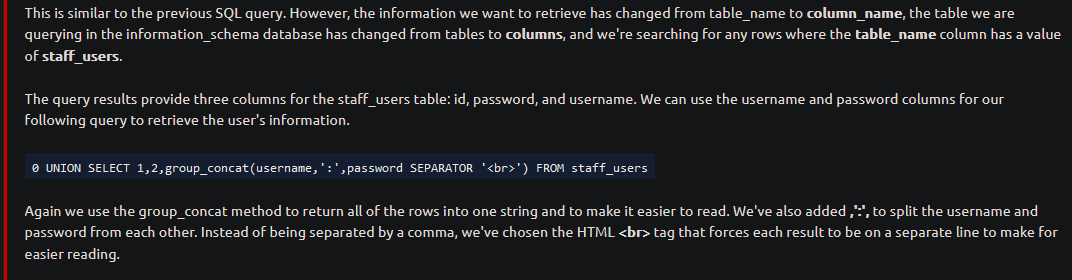 This is similar to the previous SQL query. However, the information we want to retrieve has changed from table_name to column_name, the table we are
querying in the information_schema database has changed from tables to columns, and we're searching for any rows where the table_name column has a value
of staff_users.
The query results provide three columns for the staff_users table: id, password, and username. We can use the username and password columns for our
following query to retrieve the user's information.
0 UNION SELECT 1,2,group_concat(username,':',password SEPARATOR '<br>') FROM staff_users
Again we use the group_concat method to return all of the rows into one string and to make it easier to read. We've also added ,':', to split the username and
password from each other. Instead of being separated by a comma, we've chosen the HTML <br> tag that forces each result to be on a separate line to make for
easier reading.